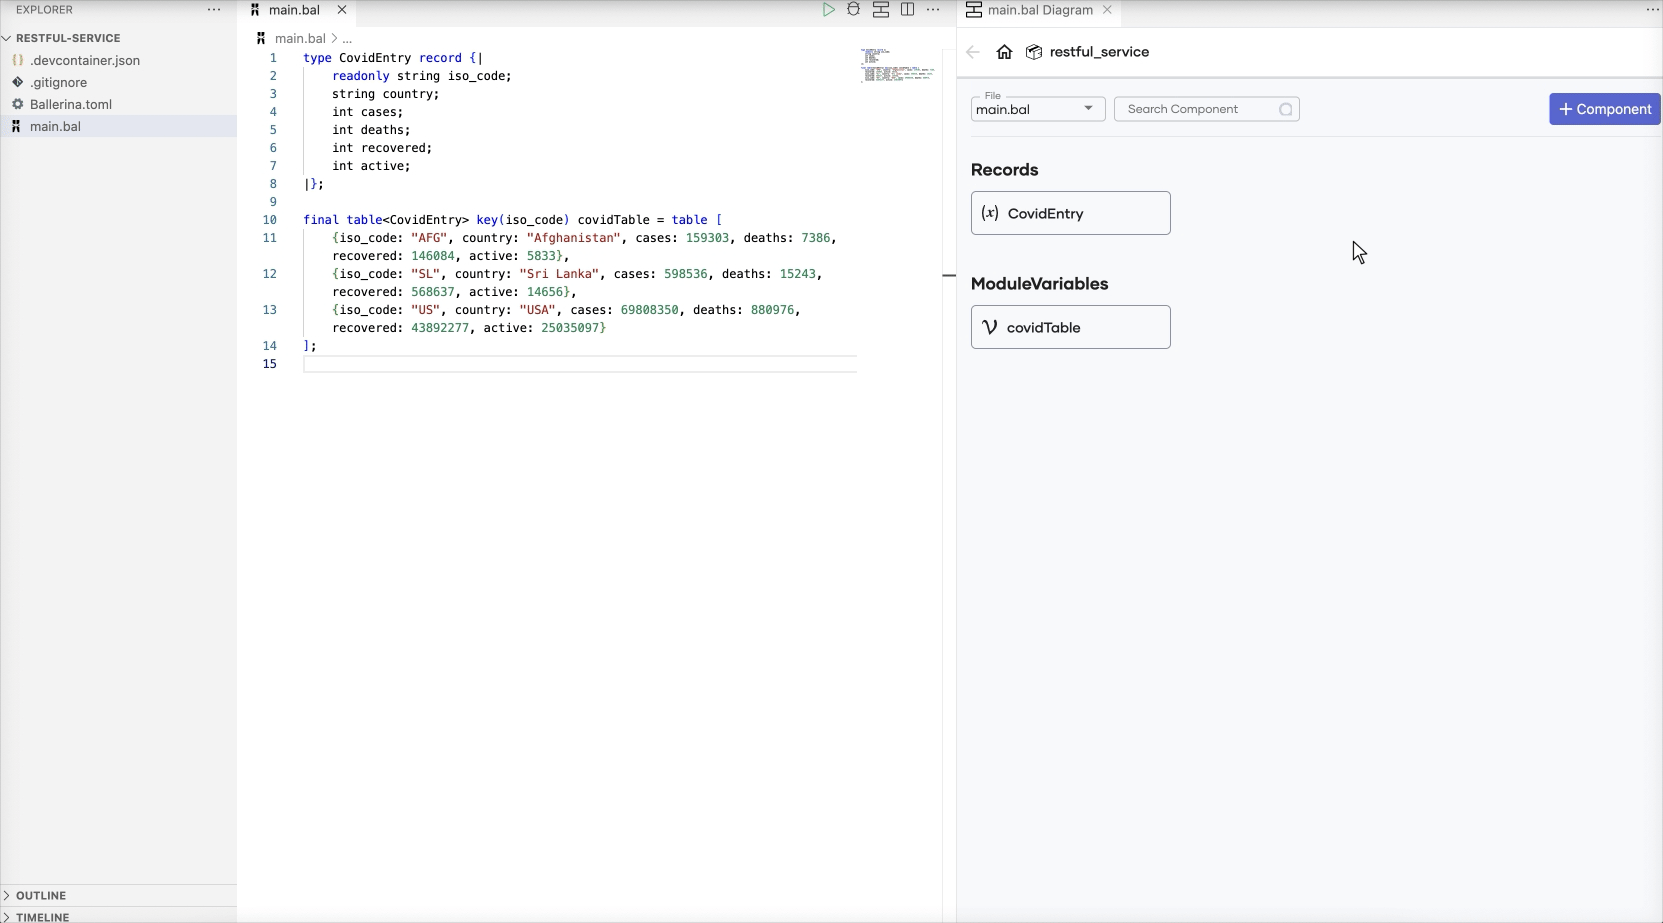 EXPLORER
RESTFUL-SERVICE
.devcontainer.json
.gitignore
Ballerina.toml
main.bal
OUTLINE
TIMELINE
main.bal
main.bal > ...
1 type CovidEntry record {|
2 readonly string iso_code;
3 string country;
4 int cases;
5 int deaths;
6 int recovered;
7 int active;
8 |};
9
10 final table<CovidEntry> key(iso_code) covidTable = table [
11 {iso_code: "AFG", country: "Afghanistan", cases: 159303, deaths: 7386,
recovered: 146084, active: 5833},
12 {iso_code: "SL", country: "Sri Lanka", cases: 598536, deaths: 15243,
recovered: 568637, active: 14656},
13 {iso_code: "US", country: "USA", cases: 69808350, deaths: 880976,
recovered: 43892277, active: 25035097}
14 ];
15
main.bal Diagram
restful_service
File
main.bal
Search Component
+ Component
Records
(x) CovidEntry
ModuleVariables
covidTable